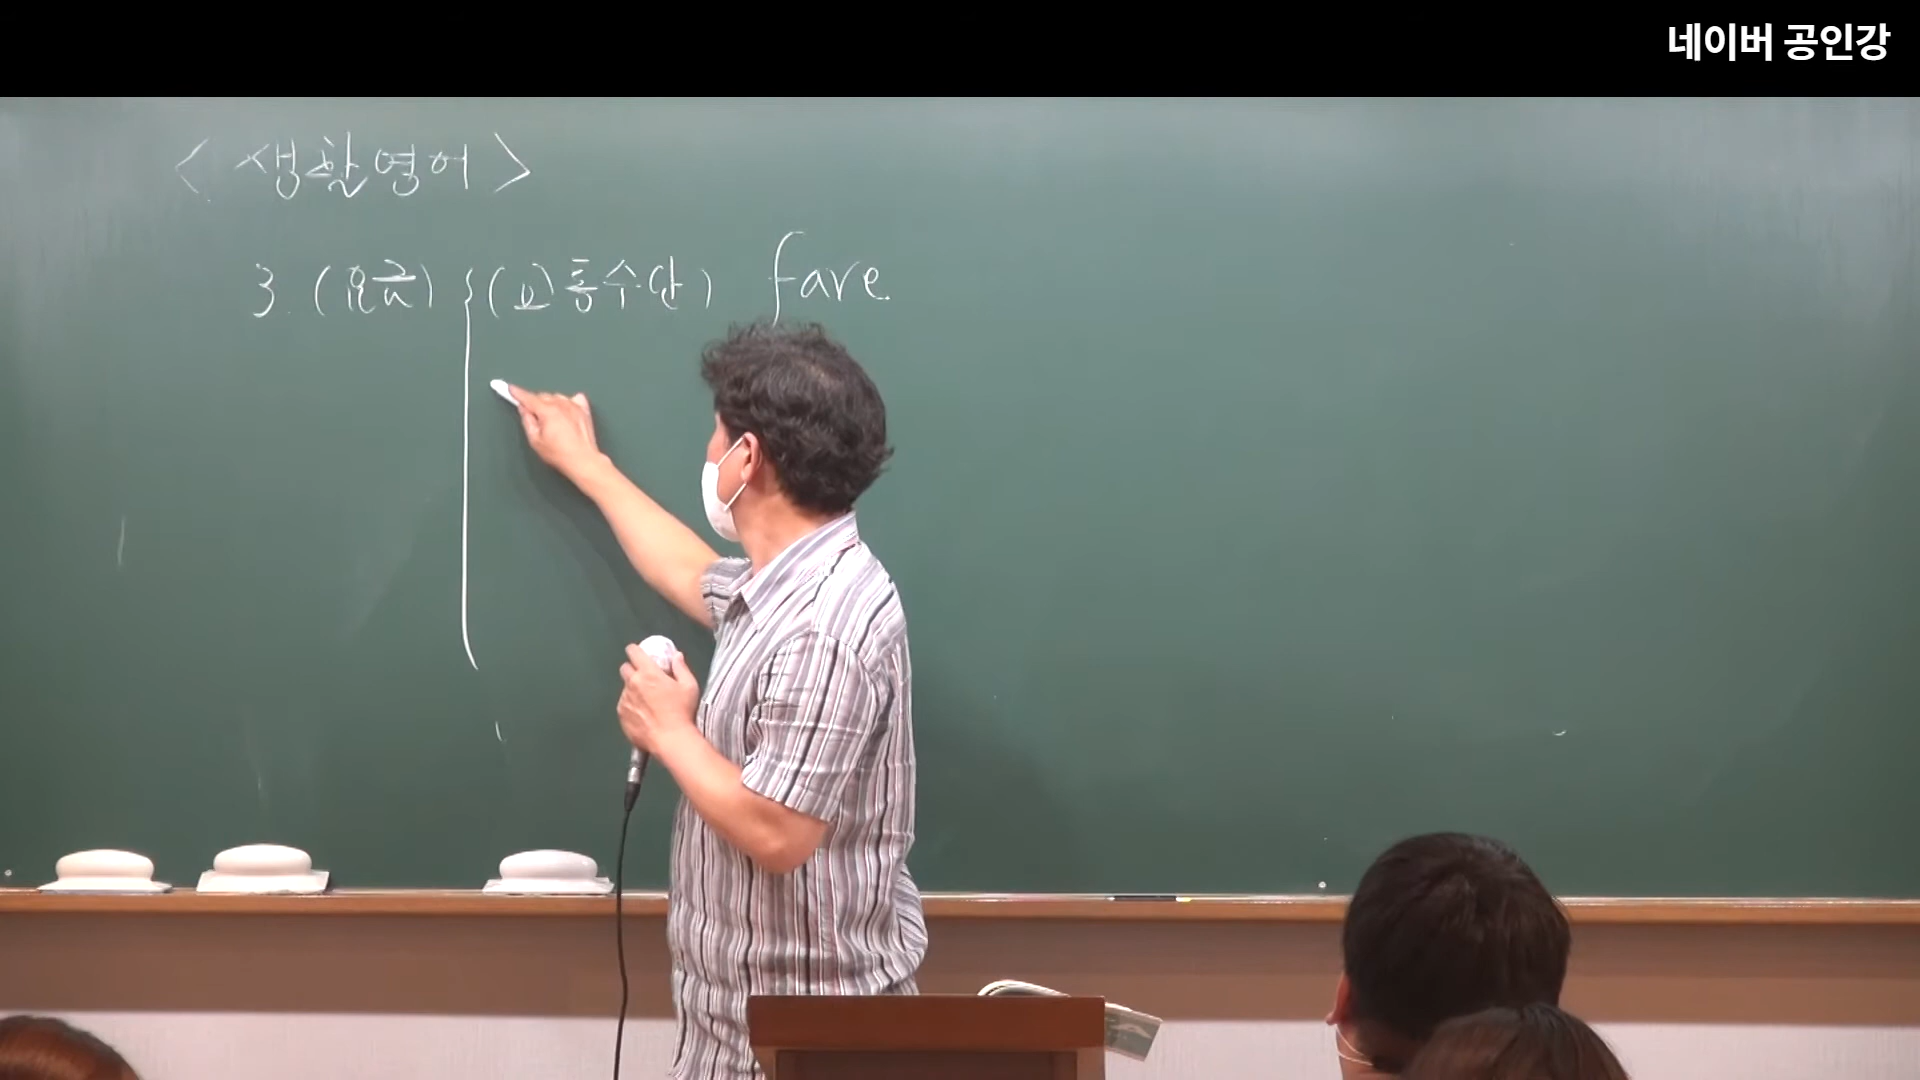 네이버 공인강
< 생활영어 >
3. (요금) { (교통수단) fare